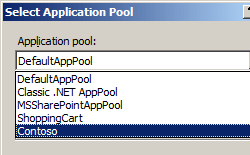 Select Application Pool
Application pool:
DefaultAppPool
DefaultAppPool
Classic .NET AppPool
MSSharePointAppPool
ShoppingCart
Contoso